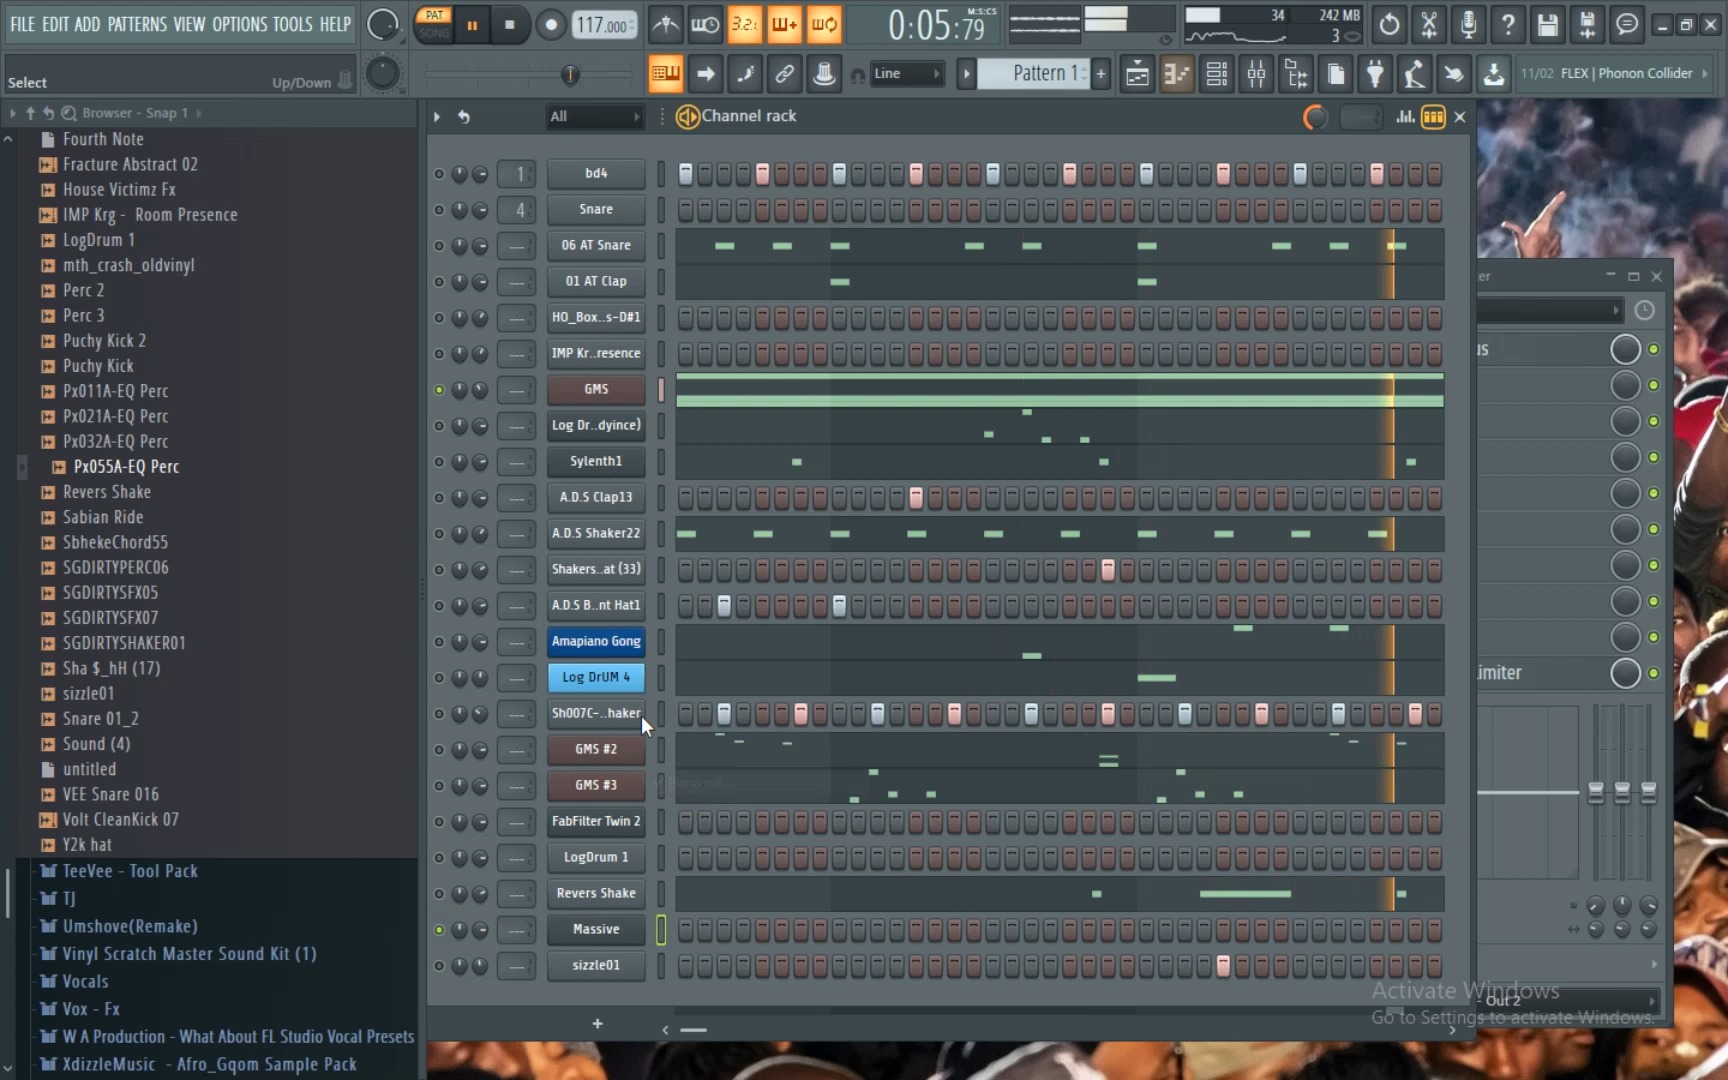 FILE EDIT ADD PATTERNS VIEW OPTIONS TOOLS HELP
PAT
SONG
117.000
3.2.
0:05:79
M:S:CS
34
242 MB
3
Select
Up/Down
Line
Pattern 1
+
11/02 FLEX | Phonon Collider
Browser - Snap 1
All
Channel rack
Fourth Note
Fracture Abstract 02
House Victimz Fx
IMP Krg - Room Presence
LogDrum 1
mth_crash_oldvinyl
Perc 2
Perc 3
Puchy Kick 2
Puchy Kick
Px011A-EQ Perc
Px021A-EQ Perc
Px032A-EQ Perc
Px055A-EQ Perc
Revers Shake
Sabian Ride
SbhekeChord55
SGDIRTYPERC06
SGDIRTYSFX05
SGDIRTYSFX07
SGDIRTYSHAKER01
Sha $_hH (17)
sizzle01
Snare 01_2
Sound (4)
untitled
VEE Snare 016
Volt CleanKick 07
Y2k hat
TeeVee - Tool Pack
TJ
Umshove(Remake)
Vinyl Scratch Master Sound Kit (1)
Vocals
Vox - Fx
W A Production - What About FL Studio Vocal Presets
XdizzleMusic - Afro_Gqom Sample Pack
1
bd4
4
Snare
06 AT Snare
01 AT Clap
HO_Box..s-D#1
IMP Kr..resence
GMS
Log Dr..dyince)
Sylenth1
A.D.S Clap13
A.D.S Shaker22
Shakers..at (33)
A.D.S B..nt Hat1
Amapiano Gong
Log DrUM 4
Sh007C-..haker
GMS #2
GMS #3
Piano roll
FabFilter Twin 2
LogDrum 1
Revers Shake
Massive
sizzle01
+
er
us
imiter
Out 2
Activate Windows
Go to Settings to activate Windows.